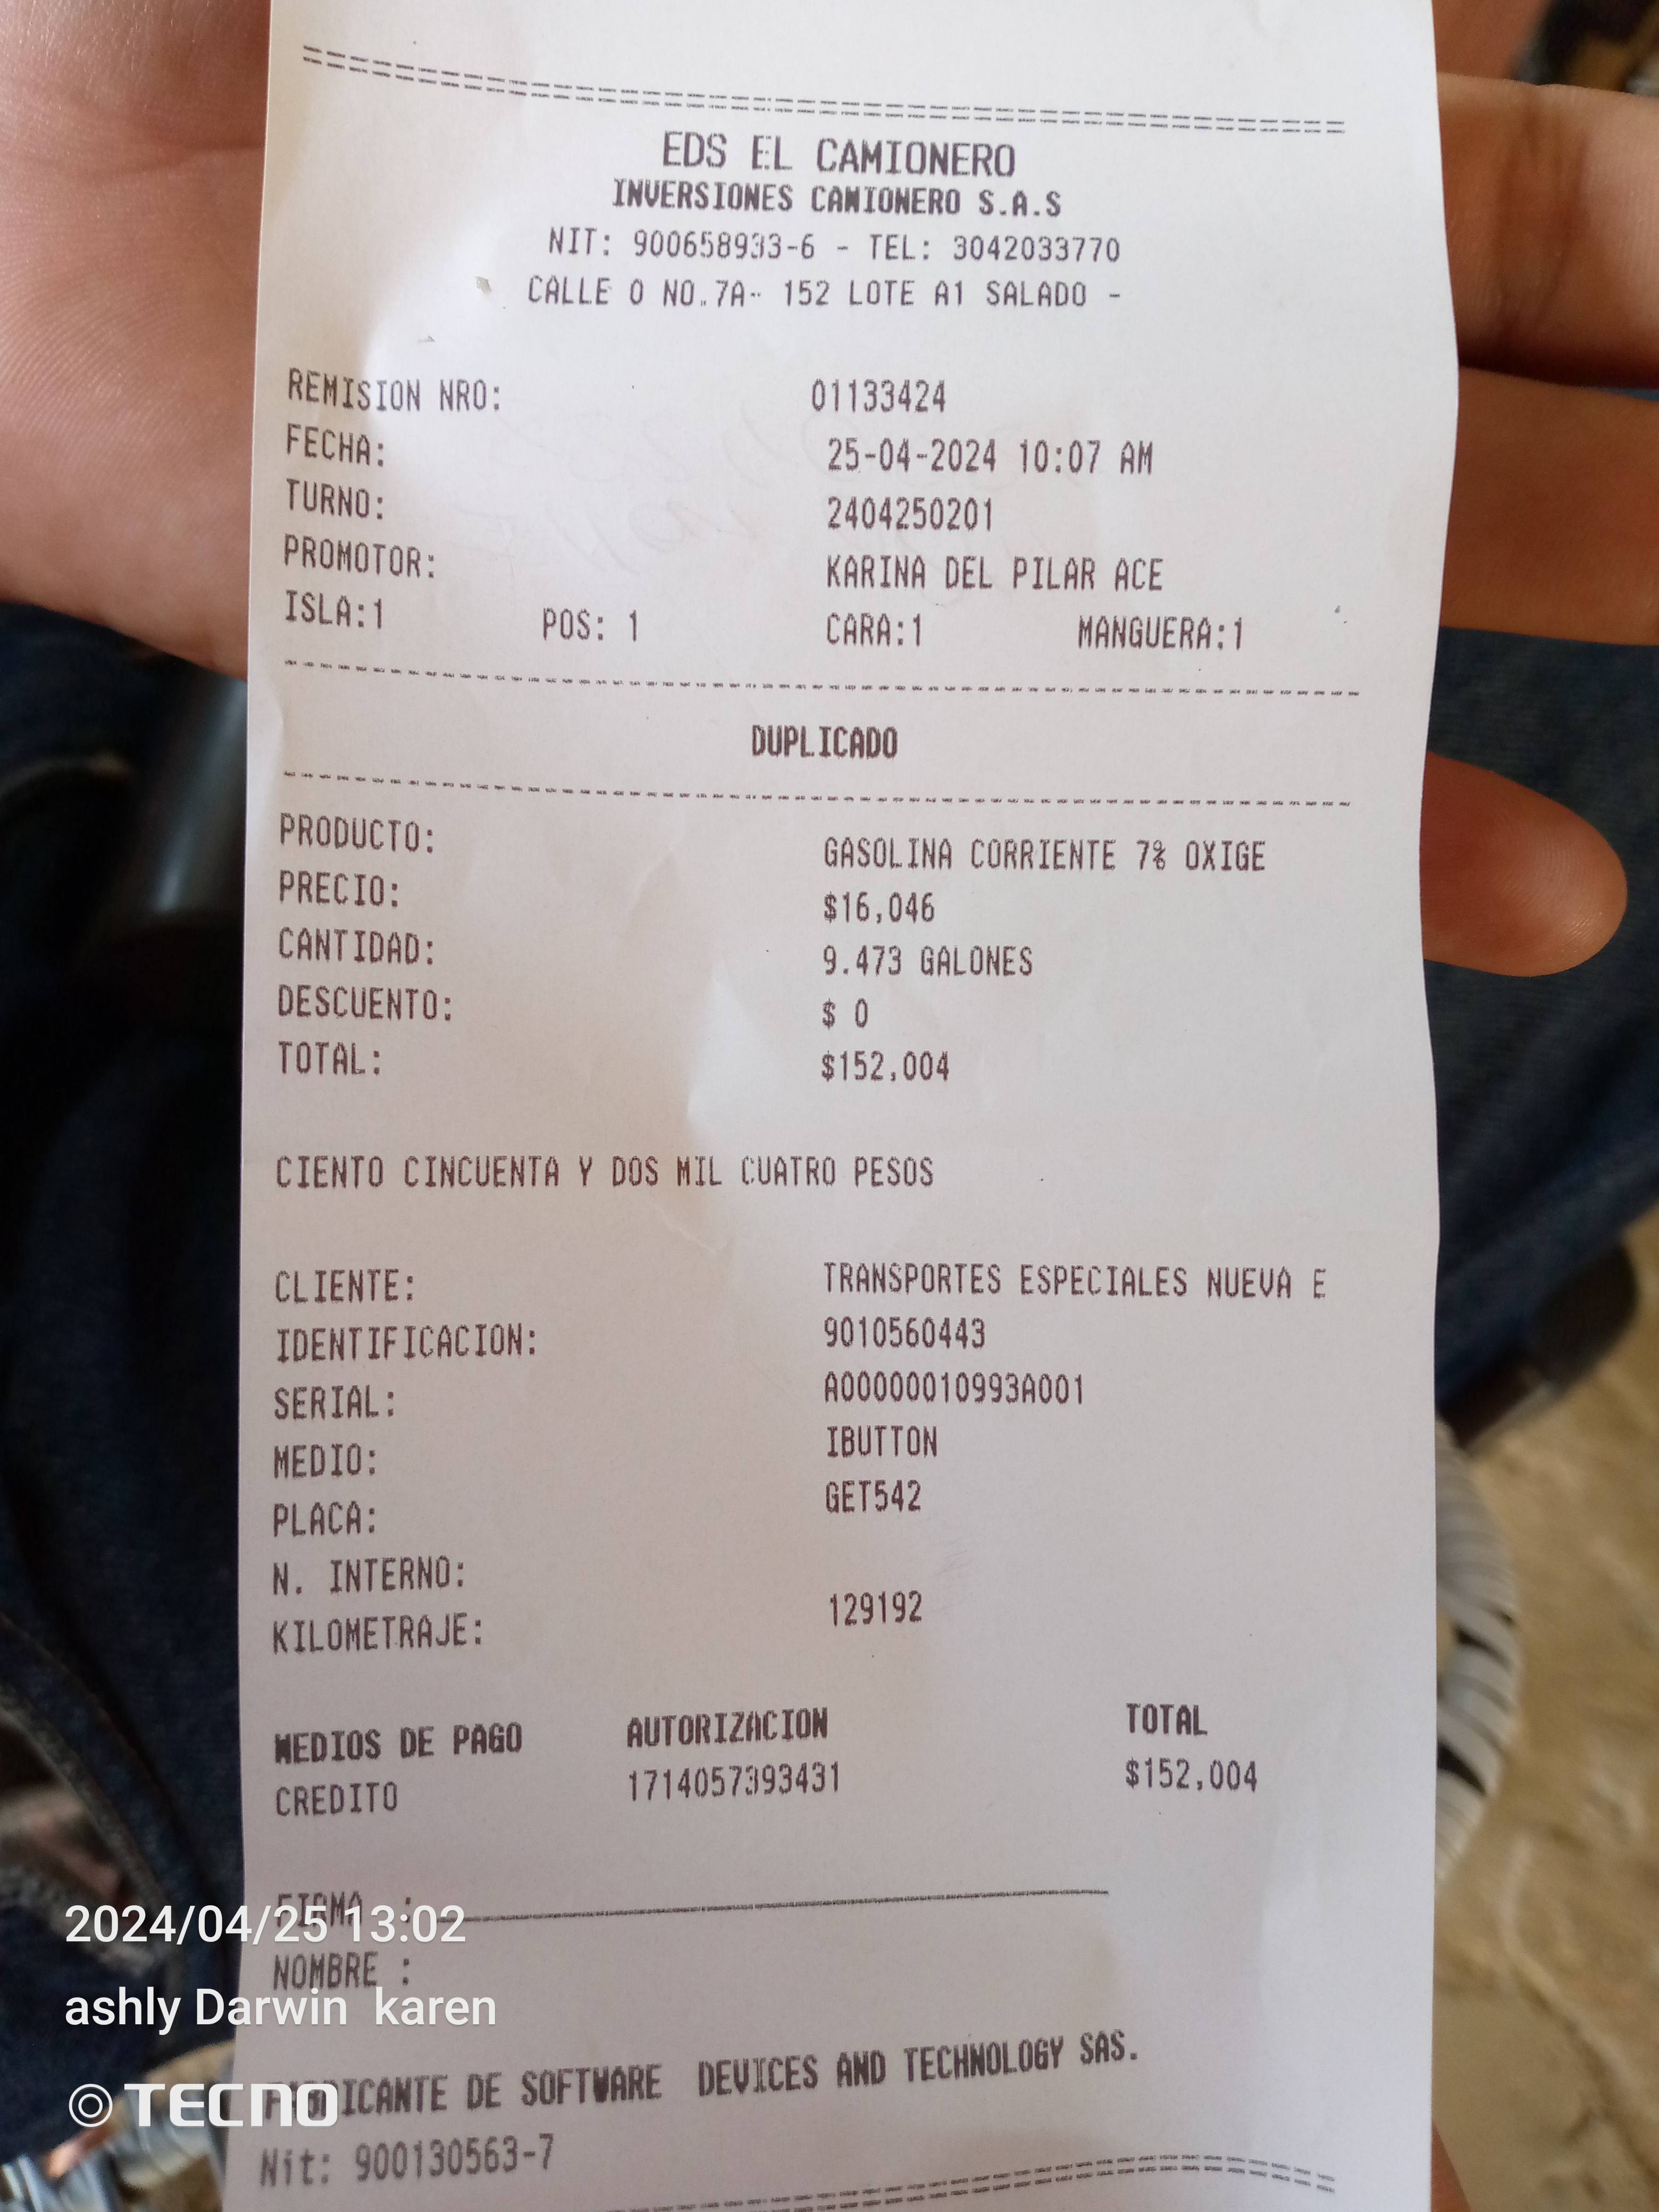 EDS EL CAMIONERO
INVERSIONES CAMIONERO S.A.S
NIT: 900658933-6 - TEL: 3042033770
CALLE 0 NO.7A- 152 LOTE A1 SALADO -
REMISION NRO: 01133424
FECHA: 25-04-2024 10:07 AM
TURNO: 2404250201
PROMOTOR: KARINA DEL PILAR ACE
ISLA:1 POS: 1 CARA:1 MANGUERA:1
DUPLICADO
PRODUCTO: GASOLINA CORRIENTE 7% OXIGE
PRECIO: $16,046
CANTIDAD: 9.473 GALONES
DESCUENTO: $ 0
TOTAL: $152,004
CIENTO CINCUENTA Y DOS MIL CUATRO PESOS
CLIENTE: TRANSPORTES ESPECIALES NUEVA E
IDENTIFICACION: 9010560443
SERIAL: A00000010993A001
MEDIO: IBUTTON
PLACA: GET542
N. INTERNO:
KILOMETRAJE: 129192
MEDIOS DE PAGO AUTORIZACION TOTAL
CREDITO 1714057393431 $152,004
FIRMA :
2024/04/25 13:02
NOMBRE :
ashly Darwin karen
FABRICANTE DE SOFTWARE DEVICES AND TECHNOLOGY SAS.
TECNO
Nit: 900130563-7